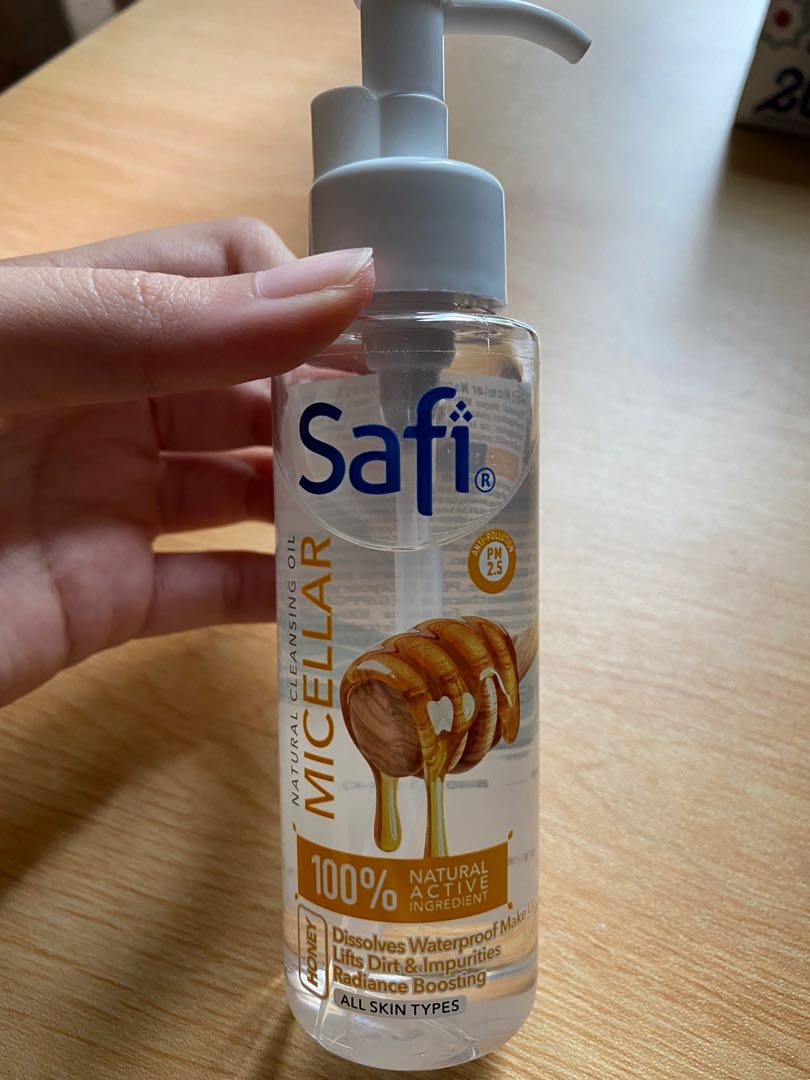 Safi®
ANTI-POLLUTION
PM
2.5
NATURAL CLEANSING OIL
MICELLAR
100%
NATURAL
ACTIVE
INGREDIENT
HONEY
Dissolves Waterproof Make
Lifts Dirt & Impurities
Radiance Boosting
ALL SKIN TYPES